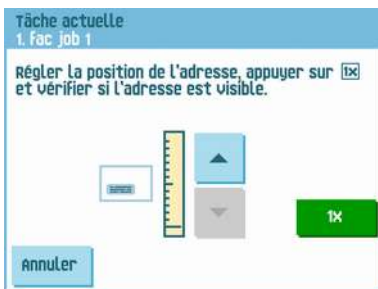 Tâche actuelle
1. Fac job 1
Régler la position de l'adresse, appuyer sur 1x
et vérifier si l'adresse est visible.
1x
Annuler